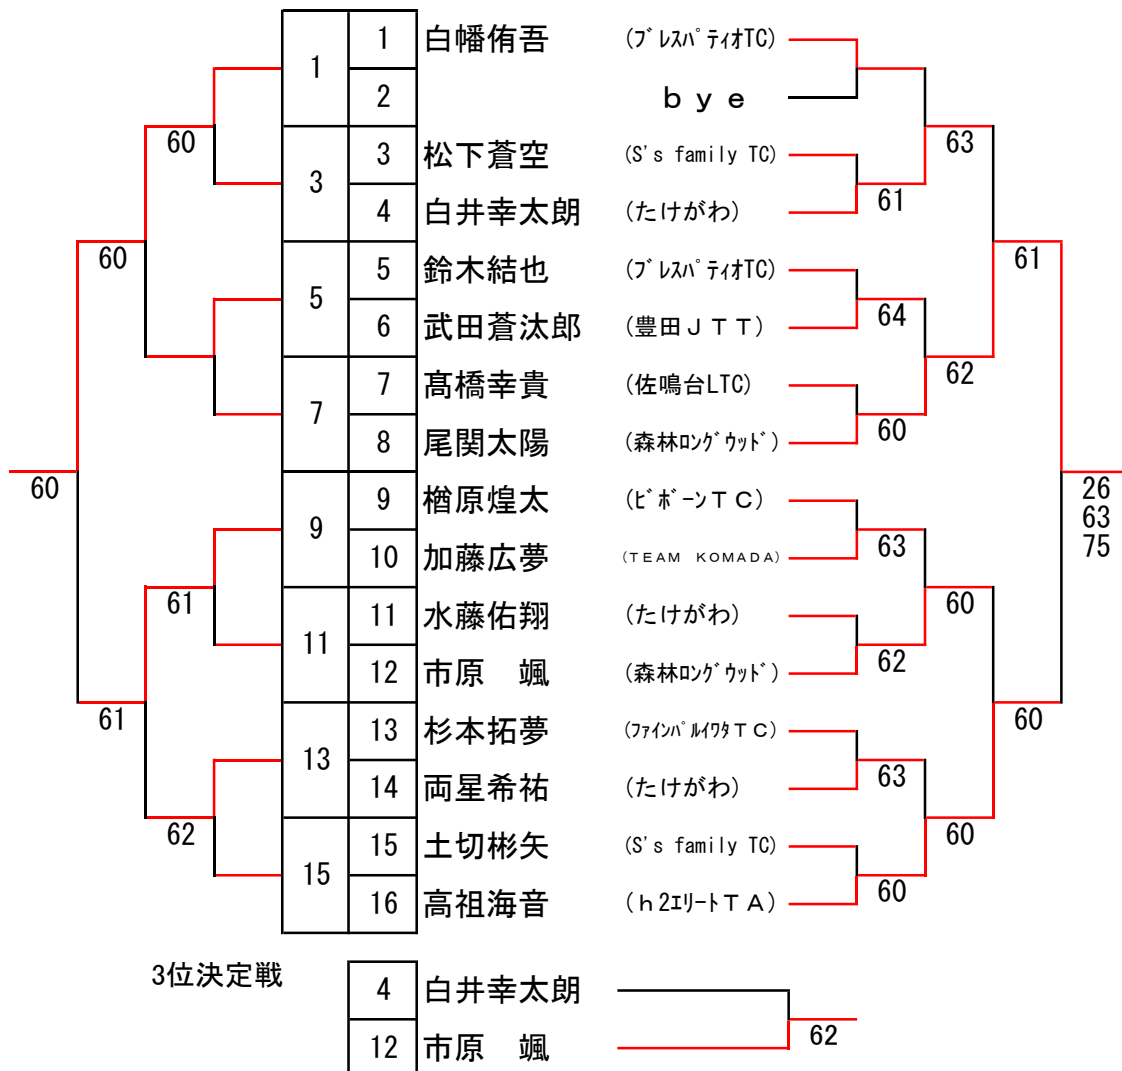 1 1 白幡侑吾 (ブレスパティオTC)
2 bye
60 63
3 3 松下蒼空 (S's family TC)
61
4 白井幸太朗 (たけがわ)
60 61
5 5 鈴木結也 (ブレスパティオTC)
64
6 武田蒼汰郎 (豊田JTT)
62
7 7 髙橋幸貴 (佐鳴台LTC)
60
8 尾関太陽 (森林ロングウッド)
60 26
63
75
9 9 楢原煌太 (ビボーンTC)
63
10 加藤広夢 (TEAM KOMADA)
61 60
11 11 水藤佑翔 (たけがわ)
62
12 市原 颯 (森林ロングウッド)
61 60
13 13 杉本拓夢 (ファインパルイワタTC)
63
14 両星希祐 (たけがわ)
62 60
15 15 土切彬矢 (S's family TC)
60
16 高祖海音 (h2エリートTA)
3位決定戦
4 白井幸太朗
62
12 市原 颯